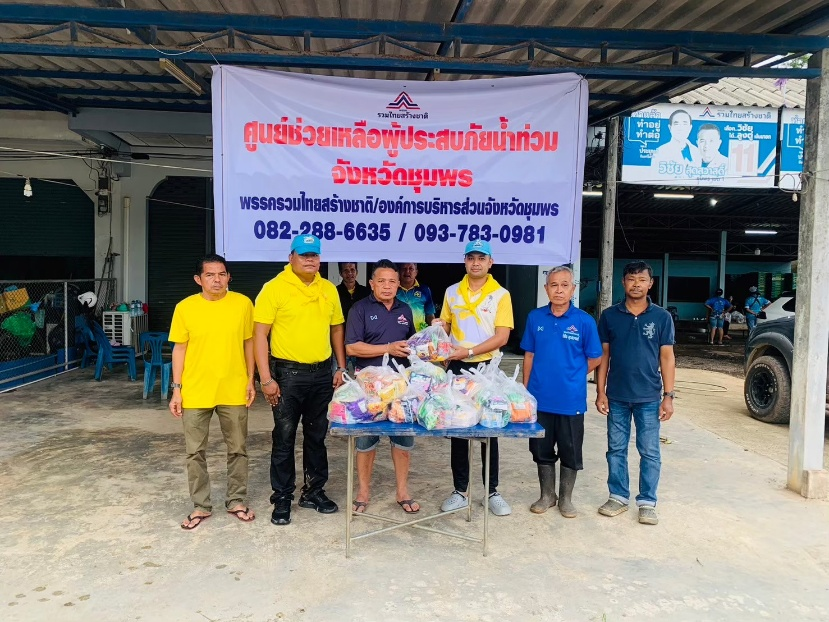 รวมไทยสร้างชาติ
ศูนย์ช่วยเหลือผู้ประสบภัยน้ำท่วม
จังหวัดชุมพร
พรรครวมไทยสร้างชาติ/องค์การบริหารส่วนจังหวัดชุมพร
082-288-6635 / 093-783-0981
ทำอยู่
ทำต่อ
วิชัย
11